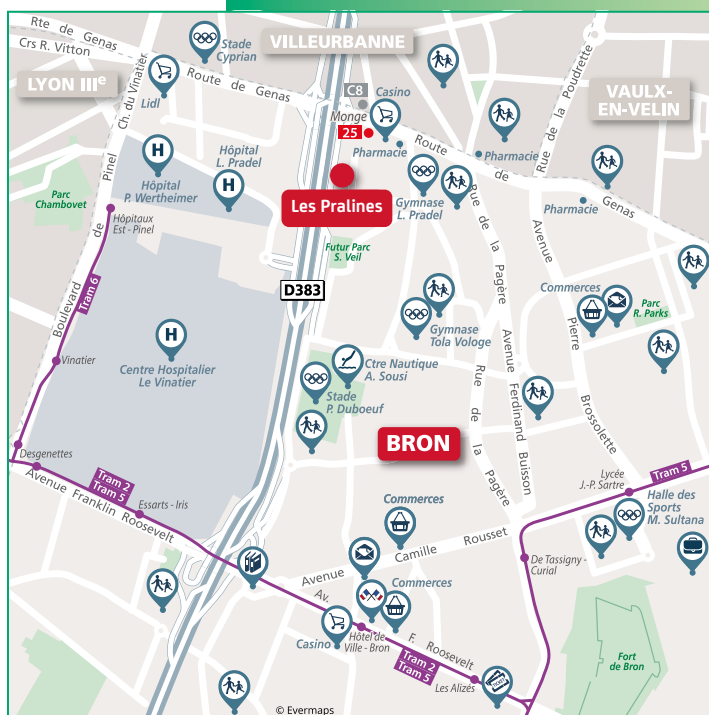 Rte de Genas
Crs R. Vitton
Stade
Cyprian
VILLEURBANNE
LYON IIIe
Ch. du Vinatier
Lidl
Route de Genas
C8
Monge
25
Casino
Pharmacie
Pharmacie
Pharmacie
Rue de la Poudrette
VAULX-
EN-VELIN
Route de Genas
Hôpital
P. Wertheimer
H
Hôpital
L. Pradel
H
Les Pralines
Gymnase
L. Pradel
Parc
Chambovet
Hôpitaux
Est - Pinel
Boulevard de Pinel
Tram 6
Futur Parc
S. Veil
D383
Rue de la Pagère
Avenue Pierre Brossolette
Commerces
Parc
R. Parks
Gymnase
Tola Vologe
H
Centre Hospitalier
Le Vinatier
Vinatier
Ctre Nautique
A. Sousi
Stade
P. Duboeuf
Avenue Ferdinand Buisson
Rue de la Pagère
BRON
Desgenettes
Tram 2
Tram 5
Avenue Franklin Roosevelt
Essarts - Iris
Lycée
J.-P. Sartre
Tram 5
Halle des
Sports
M. Sultana
Commerces
Avenue Camille Rousset
De Tassigny -
Curial
Commerces
Av. F. Roosevelt
Casino
Hôtel de
Ville - Bron
Tram 2
Tram 5
Les Alizés
TICKET
Fort
de Bron
© Evermaps